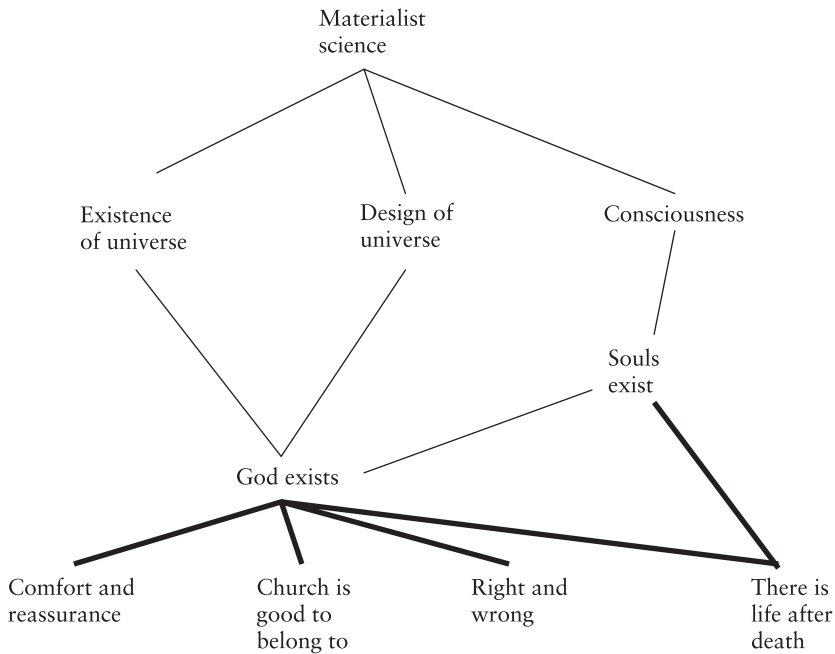 Materialist
science
Existence
of universe
Design of
universe
Consciousness
Souls
exist
God exists
Comfort and
reassurance
Church is
good to
belong to
Right and
wrong
There is
life after
death